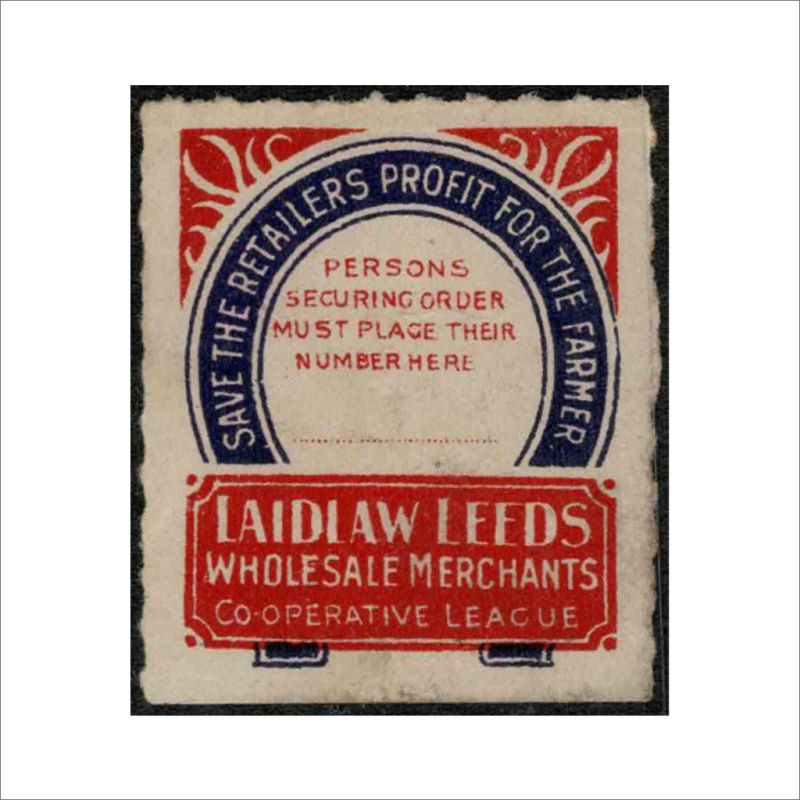 SAVE THE RETAILERS PROFIT FOR THE FARMER
PERSONS
SECURING ORDER
MUST PLACE THEIR
NUMBER HERE
LAIDLAW LEEDS
WHOLESALE MERCHANTS
CO-OPERATIVE LEAGUE